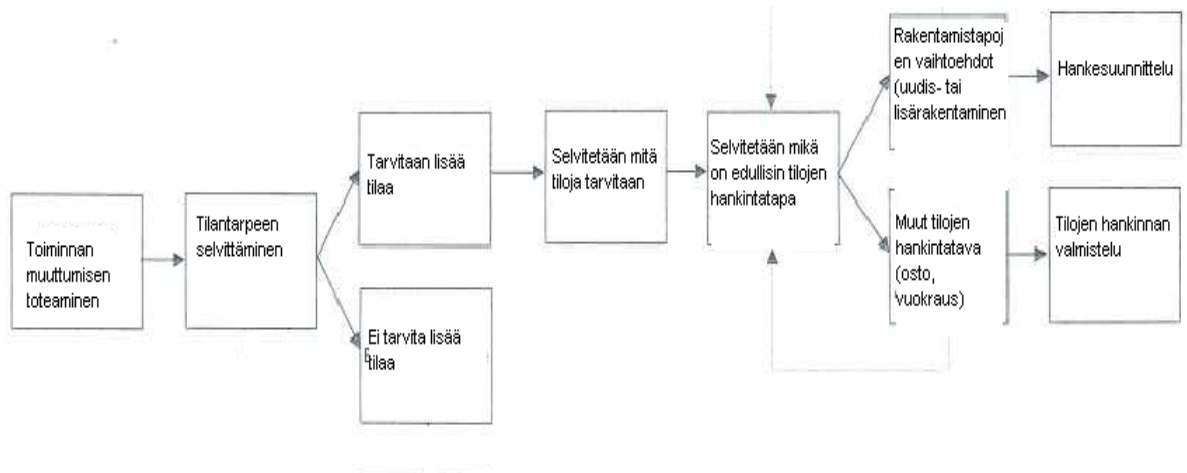 Toiminnan
muuttumisen
toteaminen
Tilantarpeen
selvittäminen
Tarvitaan lisää
tilaa
Ei tarvita lisää
tilaa
Selvitetään mitä
tiloja tarvitaan
Selvitetään mikä
on edullisin tilojen
hankintatapa
Rakentamistapoj
en vaihtoehdot
(uudis- tai
lisärakentaminen
Hankesuunnittelu
Muut tilojen
hankintatava
(osto,
vuokraus)
Tilojen hankinnan
valmistelu